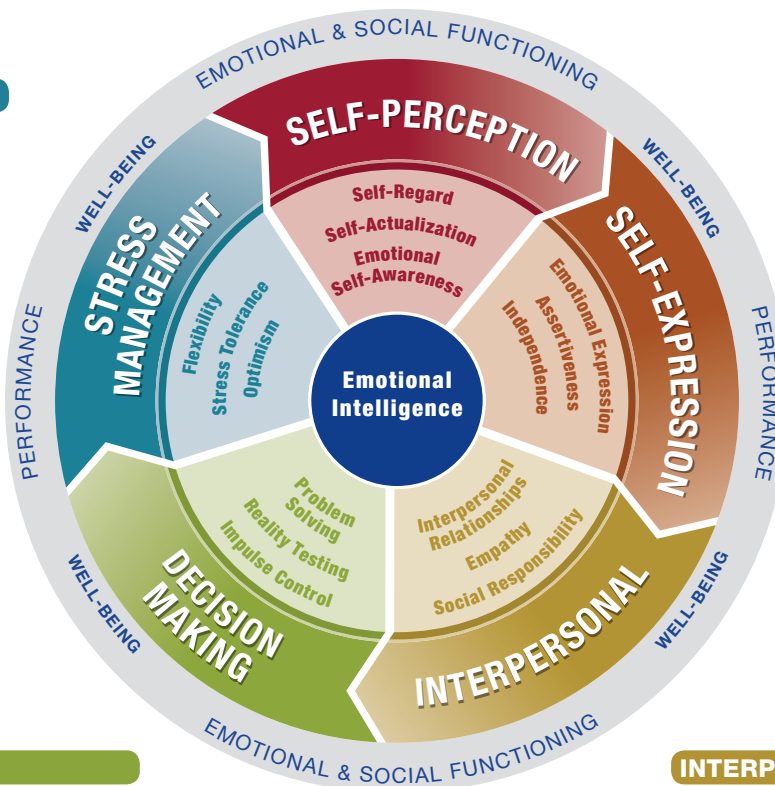 EMOTIONAL & SOCIAL FUNCTIONING
WELL-BEING
WELL-BEING
PERFORMANCE
PERFORMANCE
SELF-PERCEPTION
Self-Regard
Self-Actualization
Emotional
Self-Awareness
SELF-EXPRESSION
Emotional Expression
Assertiveness
Independence
STRESS
MANAGEMENT
Flexibility
Stress Tolerance
Optimism
Emotional
Intelligence
Interpersonal
Relationships
Empathy
Social Responsibility
INTERPERSONAL
Problem
Solving
Reality Testing
Impulse Control
DECISION
MAKING
WELL-BEING
WELL-BEING
EMOTIONAL & SOCIAL FUNCTIONING
INTERP